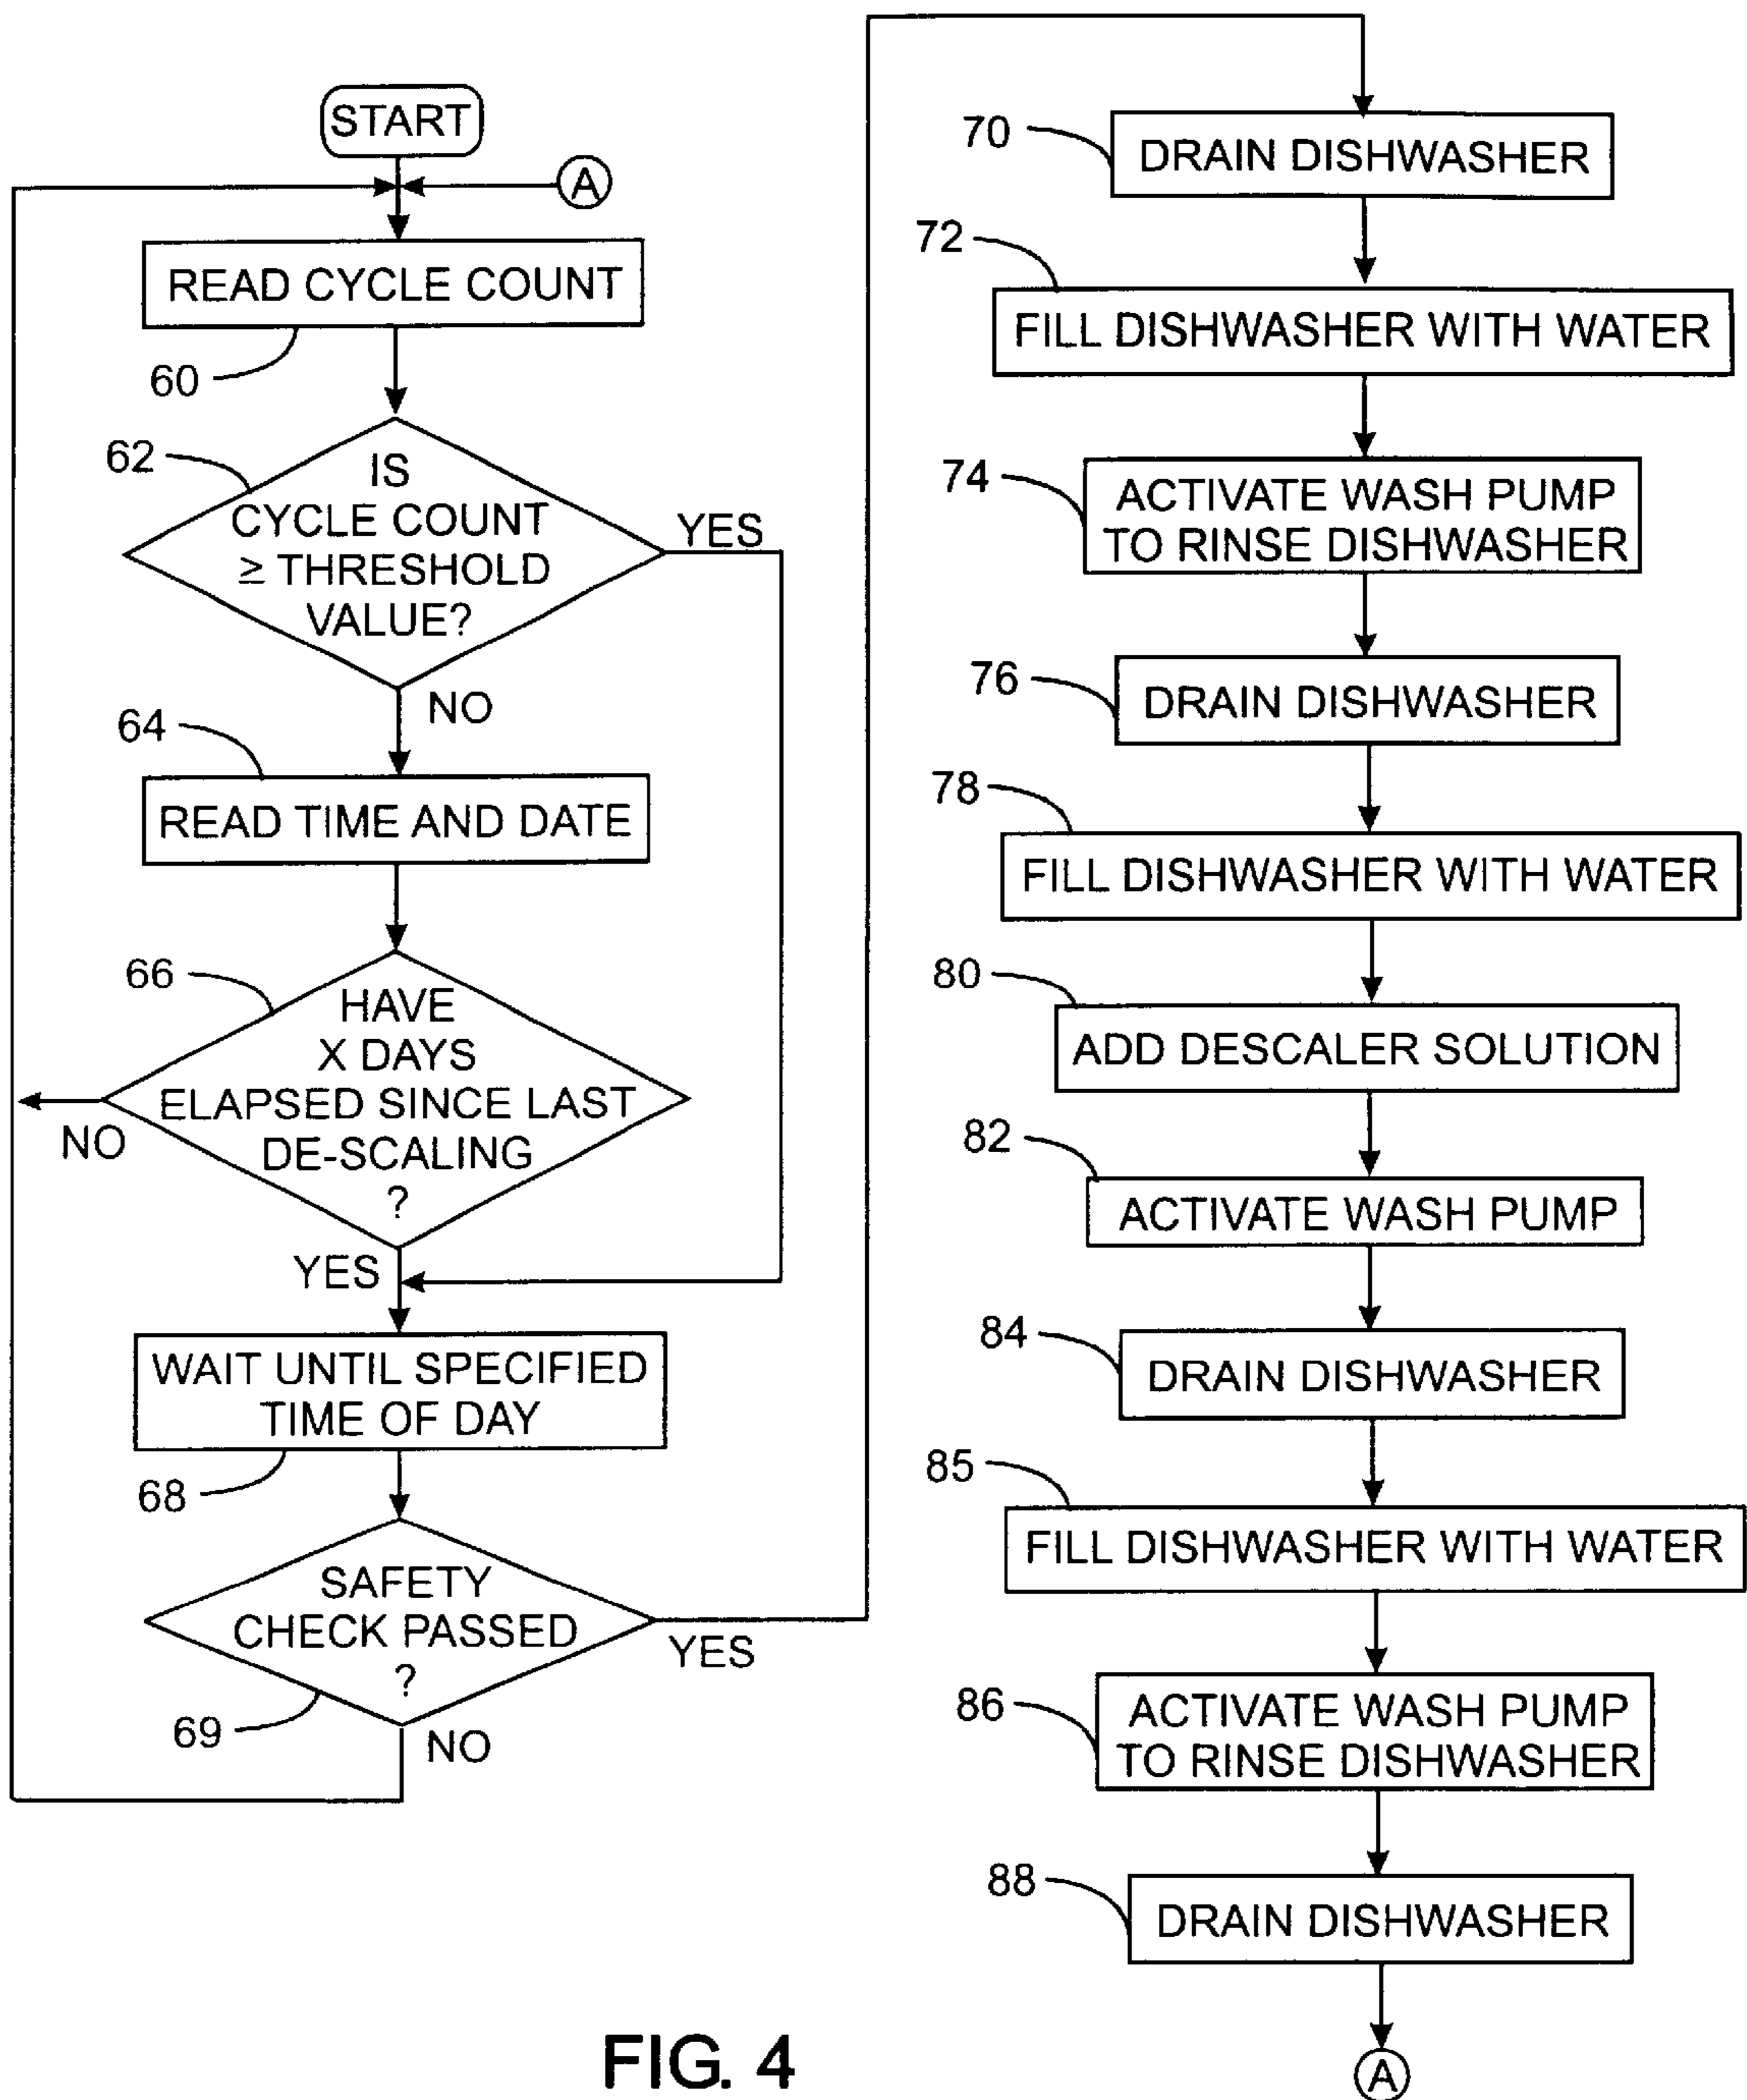 START
A
READ CYCLE COUNT
60
62
IS
CYCLE COUNT
≥ THRESHOLD
VALUE?
YES
NO
64
READ TIME AND DATE
66
HAVE
X DAYS
ELAPSED SINCE LAST
DE-SCALING
?
NO
YES
WAIT UNTIL SPECIFIED
TIME OF DAY
68
SAFETY
CHECK PASSED
?
YES
69
NO
70
DRAIN DISHWASHER
72
FILL DISHWASHER WITH WATER
74
ACTIVATE WASH PUMP
TO RINSE DISHWASHER
76
DRAIN DISHWASHER
78
FILL DISHWASHER WITH WATER
80
ADD DESCALER SOLUTION
82
ACTIVATE WASH PUMP
84
DRAIN DISHWASHER
85
FILL DISHWASHER WITH WATER
86
ACTIVATE WASH PUMP
TO RINSE DISHWASHER
88
DRAIN DISHWASHER
A
FIG. 4